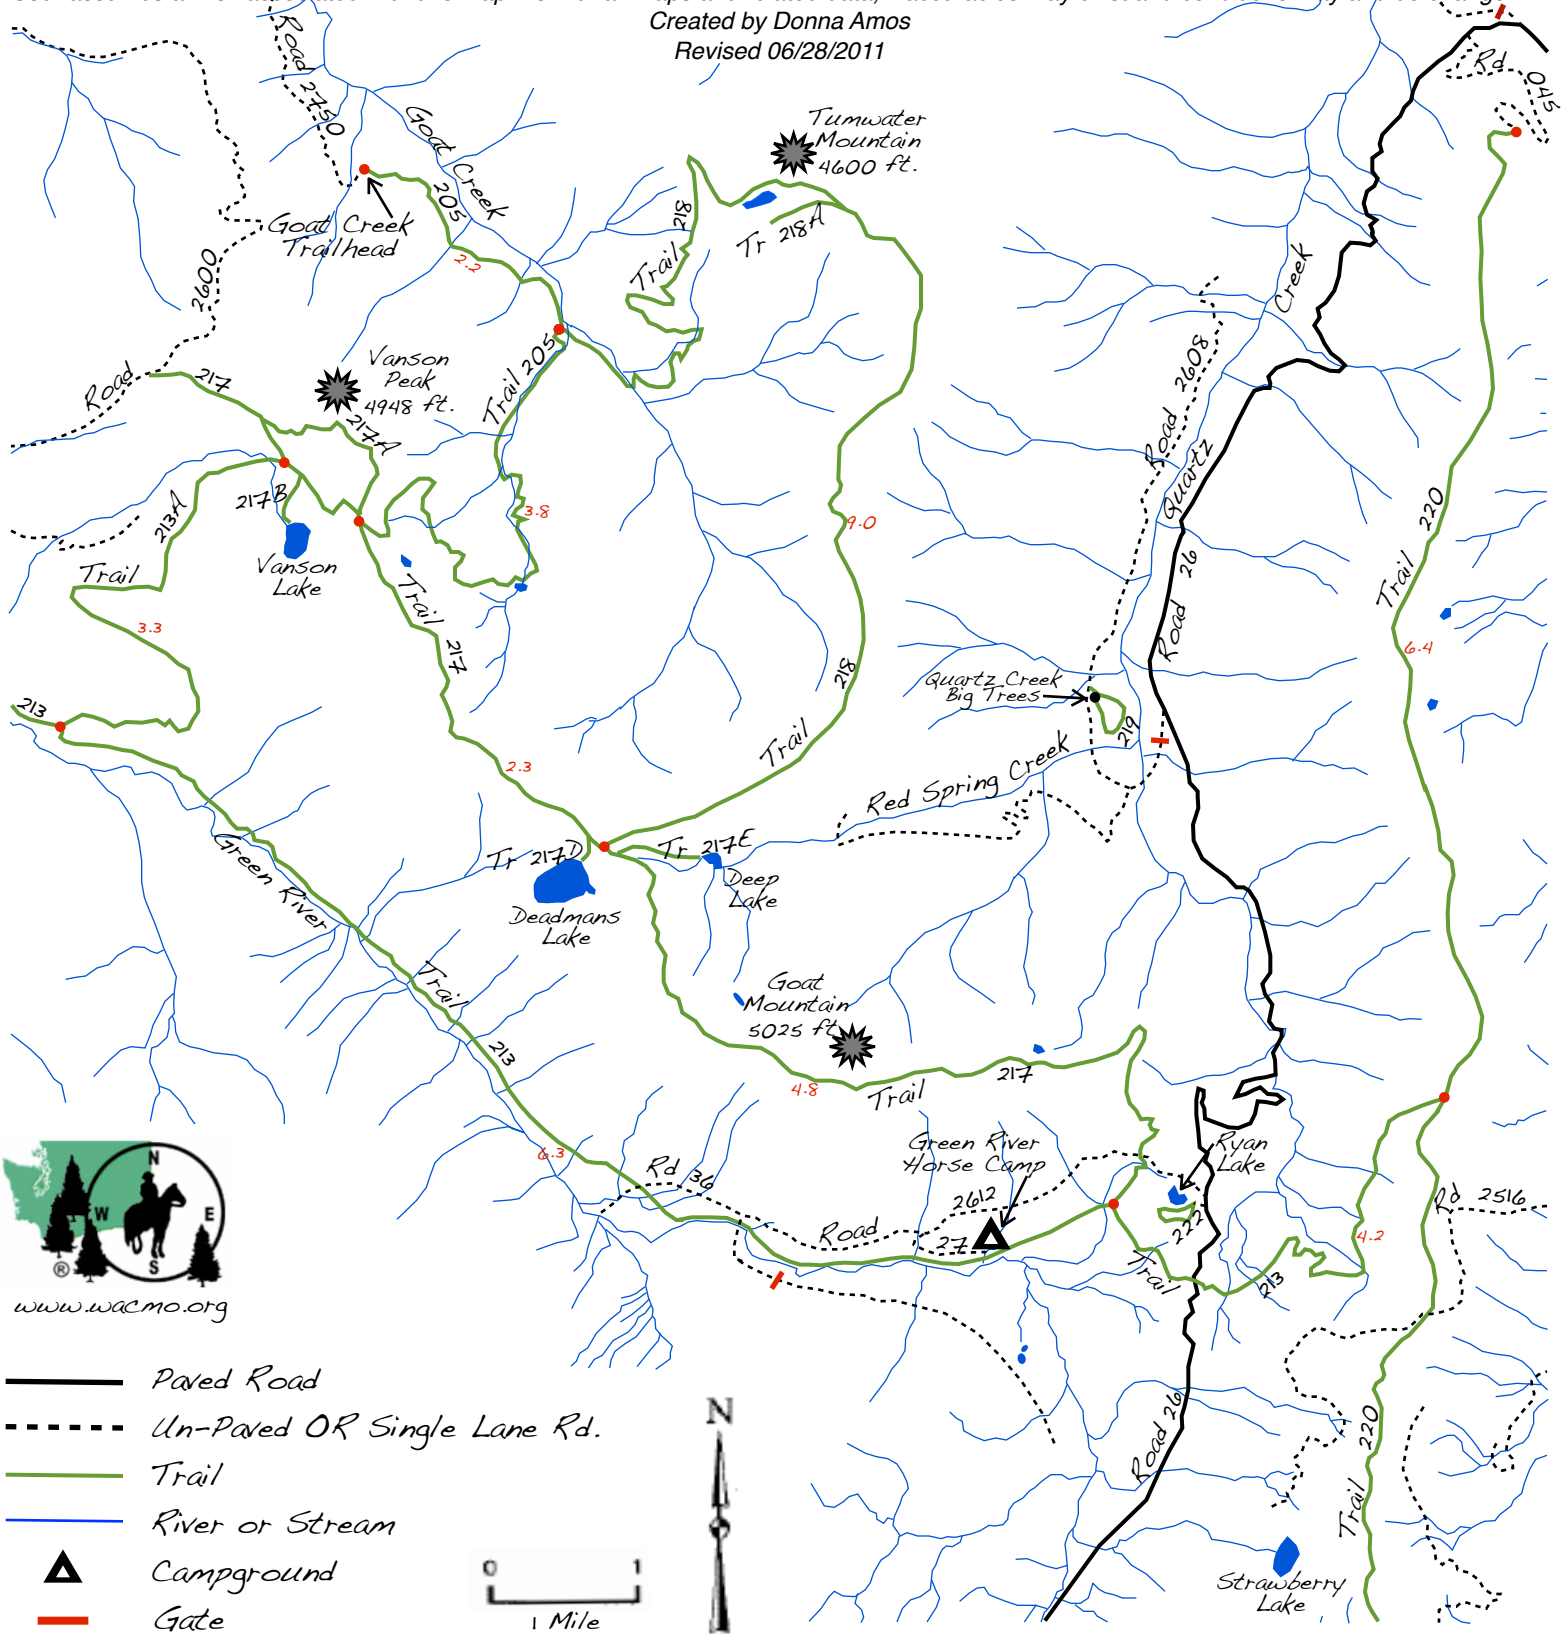 Created by Donna Amos
Revised 06/28/2011
Road 2750
Goat Creek
Tumwater
Mountain
4600 ft.
Rd
045
Goat Creek
Trailhead
205
2.2
Trail
218
Tr 218A
2600
Road
217
Vanson
Peak
4948 ft.
217A
Trail 205
Creek
Road 2608
Quartz
217B
213A
3.8
9.0
Trail
220
Road
26
Vanson
Lake
Trail
3.3
Trail
217
6.4
213
218
Quartz Creek
Big Trees
219
2.3
Trail
Red Spring Creek
Green River
Tr 217D
Tr 217E
Deep
Lake
Deadmans
Lake
Trail
213
Goat
Mountain
5025 ft.
4.8
Trail
217
6.3
Green River
Horse Camp
Ryan
Lake
Rd 36
2612
Road
27
222
Rd 2516
4.2
Trail
213
N
W
E
S
®
www.wacmo.org
Paved Road
Un-Paved OR Single Lane Rd.
Trail
River or Stream
Campground
Gate
0 1
1 Mile
N
Road 26
220
Trail
Strawberry
Lake